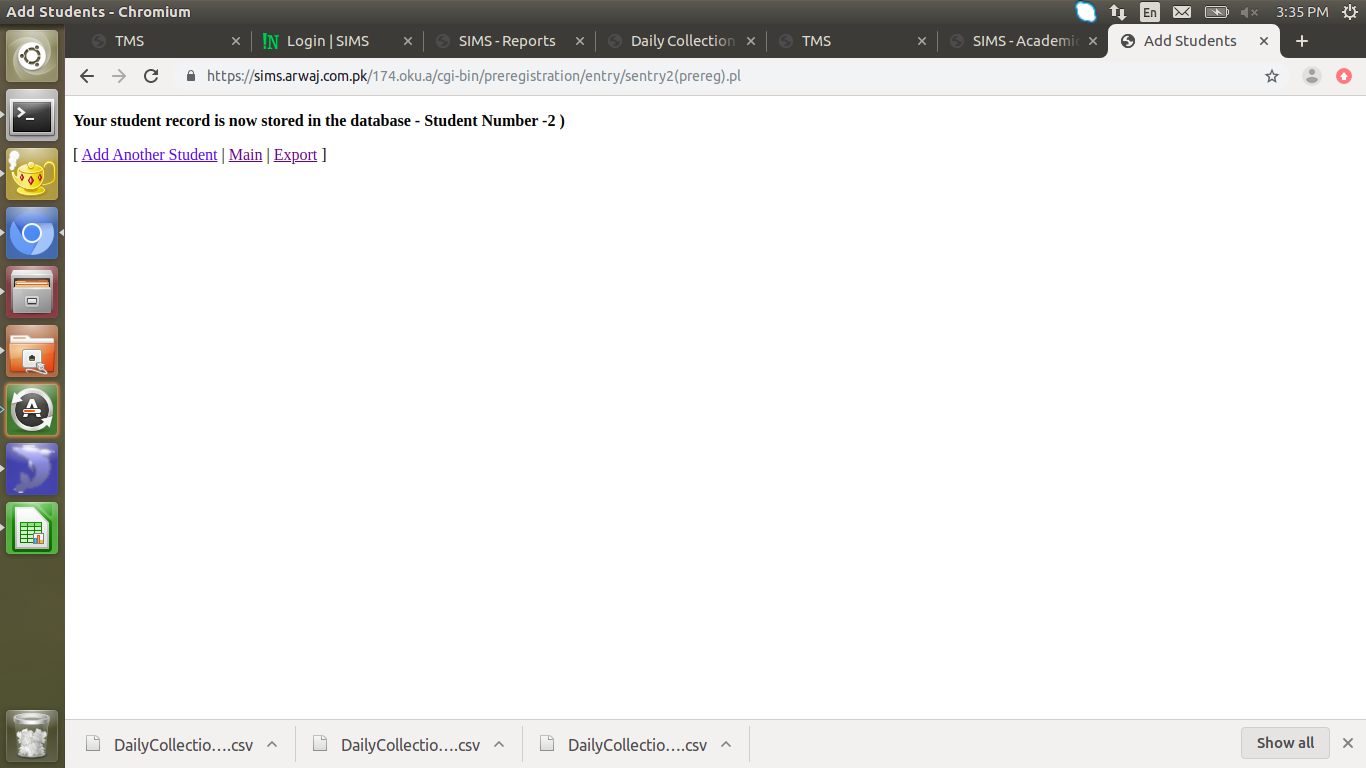 Add Students - Chromium
En
3:35 PM
TMS
!N Login | SIMS
SIMS - Reports
Daily Collection
TMS
SIMS - Academic
Add Students
https://sims.arwaj.com.pk/174.oku.a/cgi-bin/preregistration/entry/sentry2(prereg).pl
Your student record is now stored in the database - Student Number -2 )
[ Add Another Student | Main | Export ]
DailyCollectio….csv
DailyCollectio….csv
DailyCollectio….csv
Show all